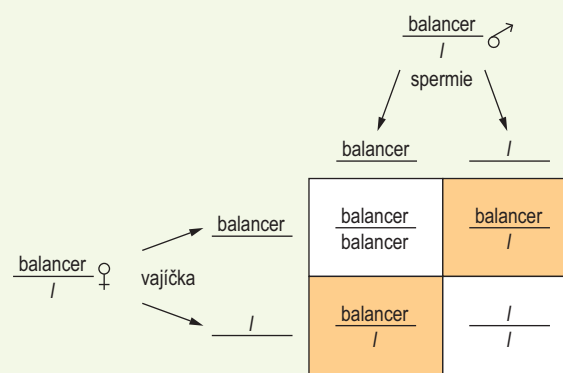 balancer
l ♂
spermie
balancer l
balancer
balancer
balancer
balancer
l
balancer
l ♀
vajíčka
l
balancer
l
l
l